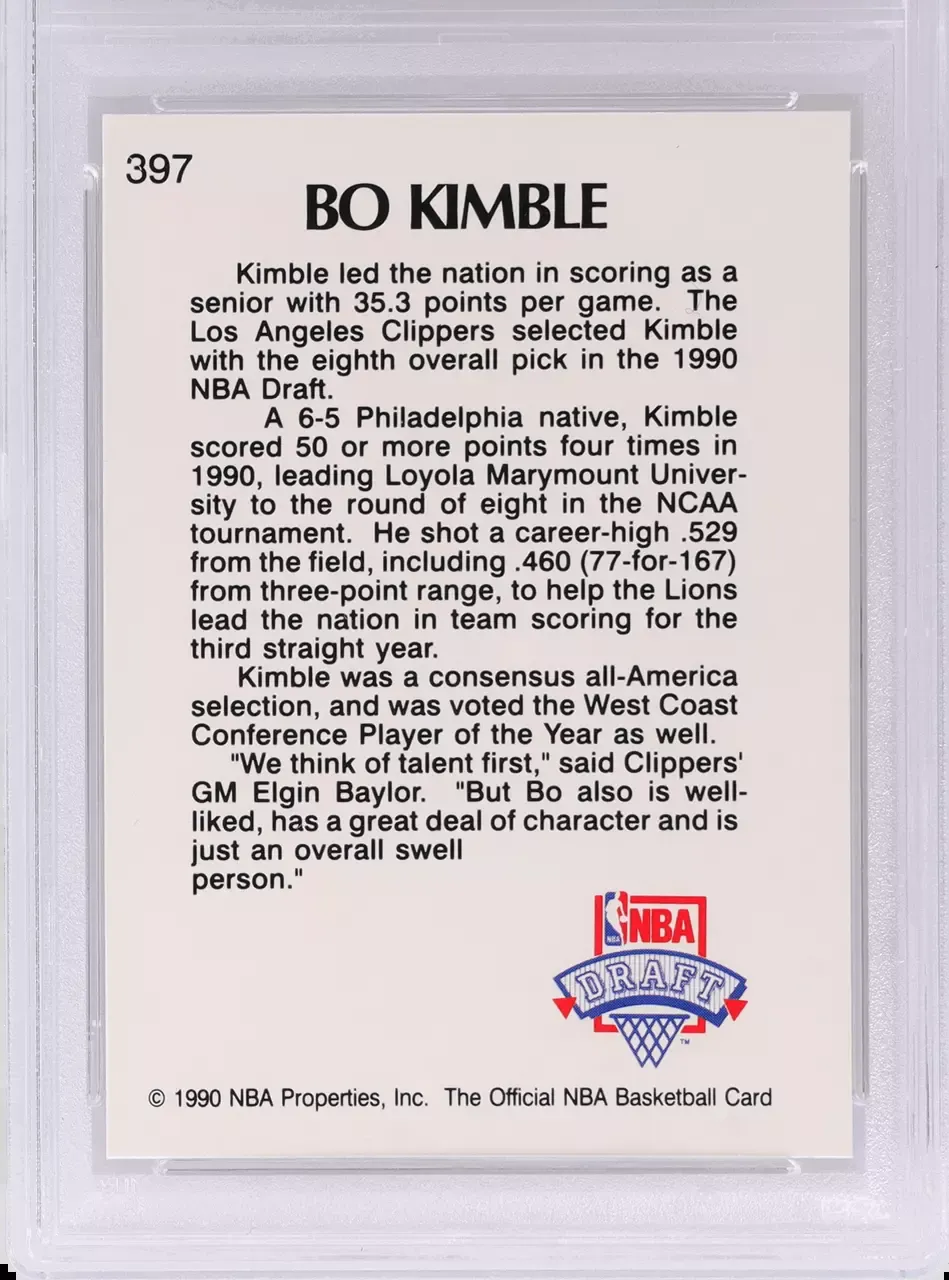 397
BO KIMBLE
Kimble led the nation in scoring as a
senior with 35.3 points per game. The
Los Angeles Clippers selected Kimble
with the eighth overall pick in the 1990
NBA Draft.
A 6-5 Philadelphia native, Kimble
scored 50 or more points four times in
1990, leading Loyola Marymount Univer-
sity to the round of eight in the NCAA
tournament. He shot a career-high .529
from the field, including .460 (77-for-167)
from three-point range, to help the Lions
lead the nation in team scoring for the
third straight year.
Kimble was a consensus all-America
selection, and was voted the West Coast
Conference Player of the Year as well.
"We think of talent first," said Clippers'
GM Elgin Baylor. "But Bo also is well-
liked, has a great deal of character and is
just an overall swell
person."
NBA
NBA
DRAFT
TM
© 1990 NBA Properties, Inc. The Official NBA Basketball Card